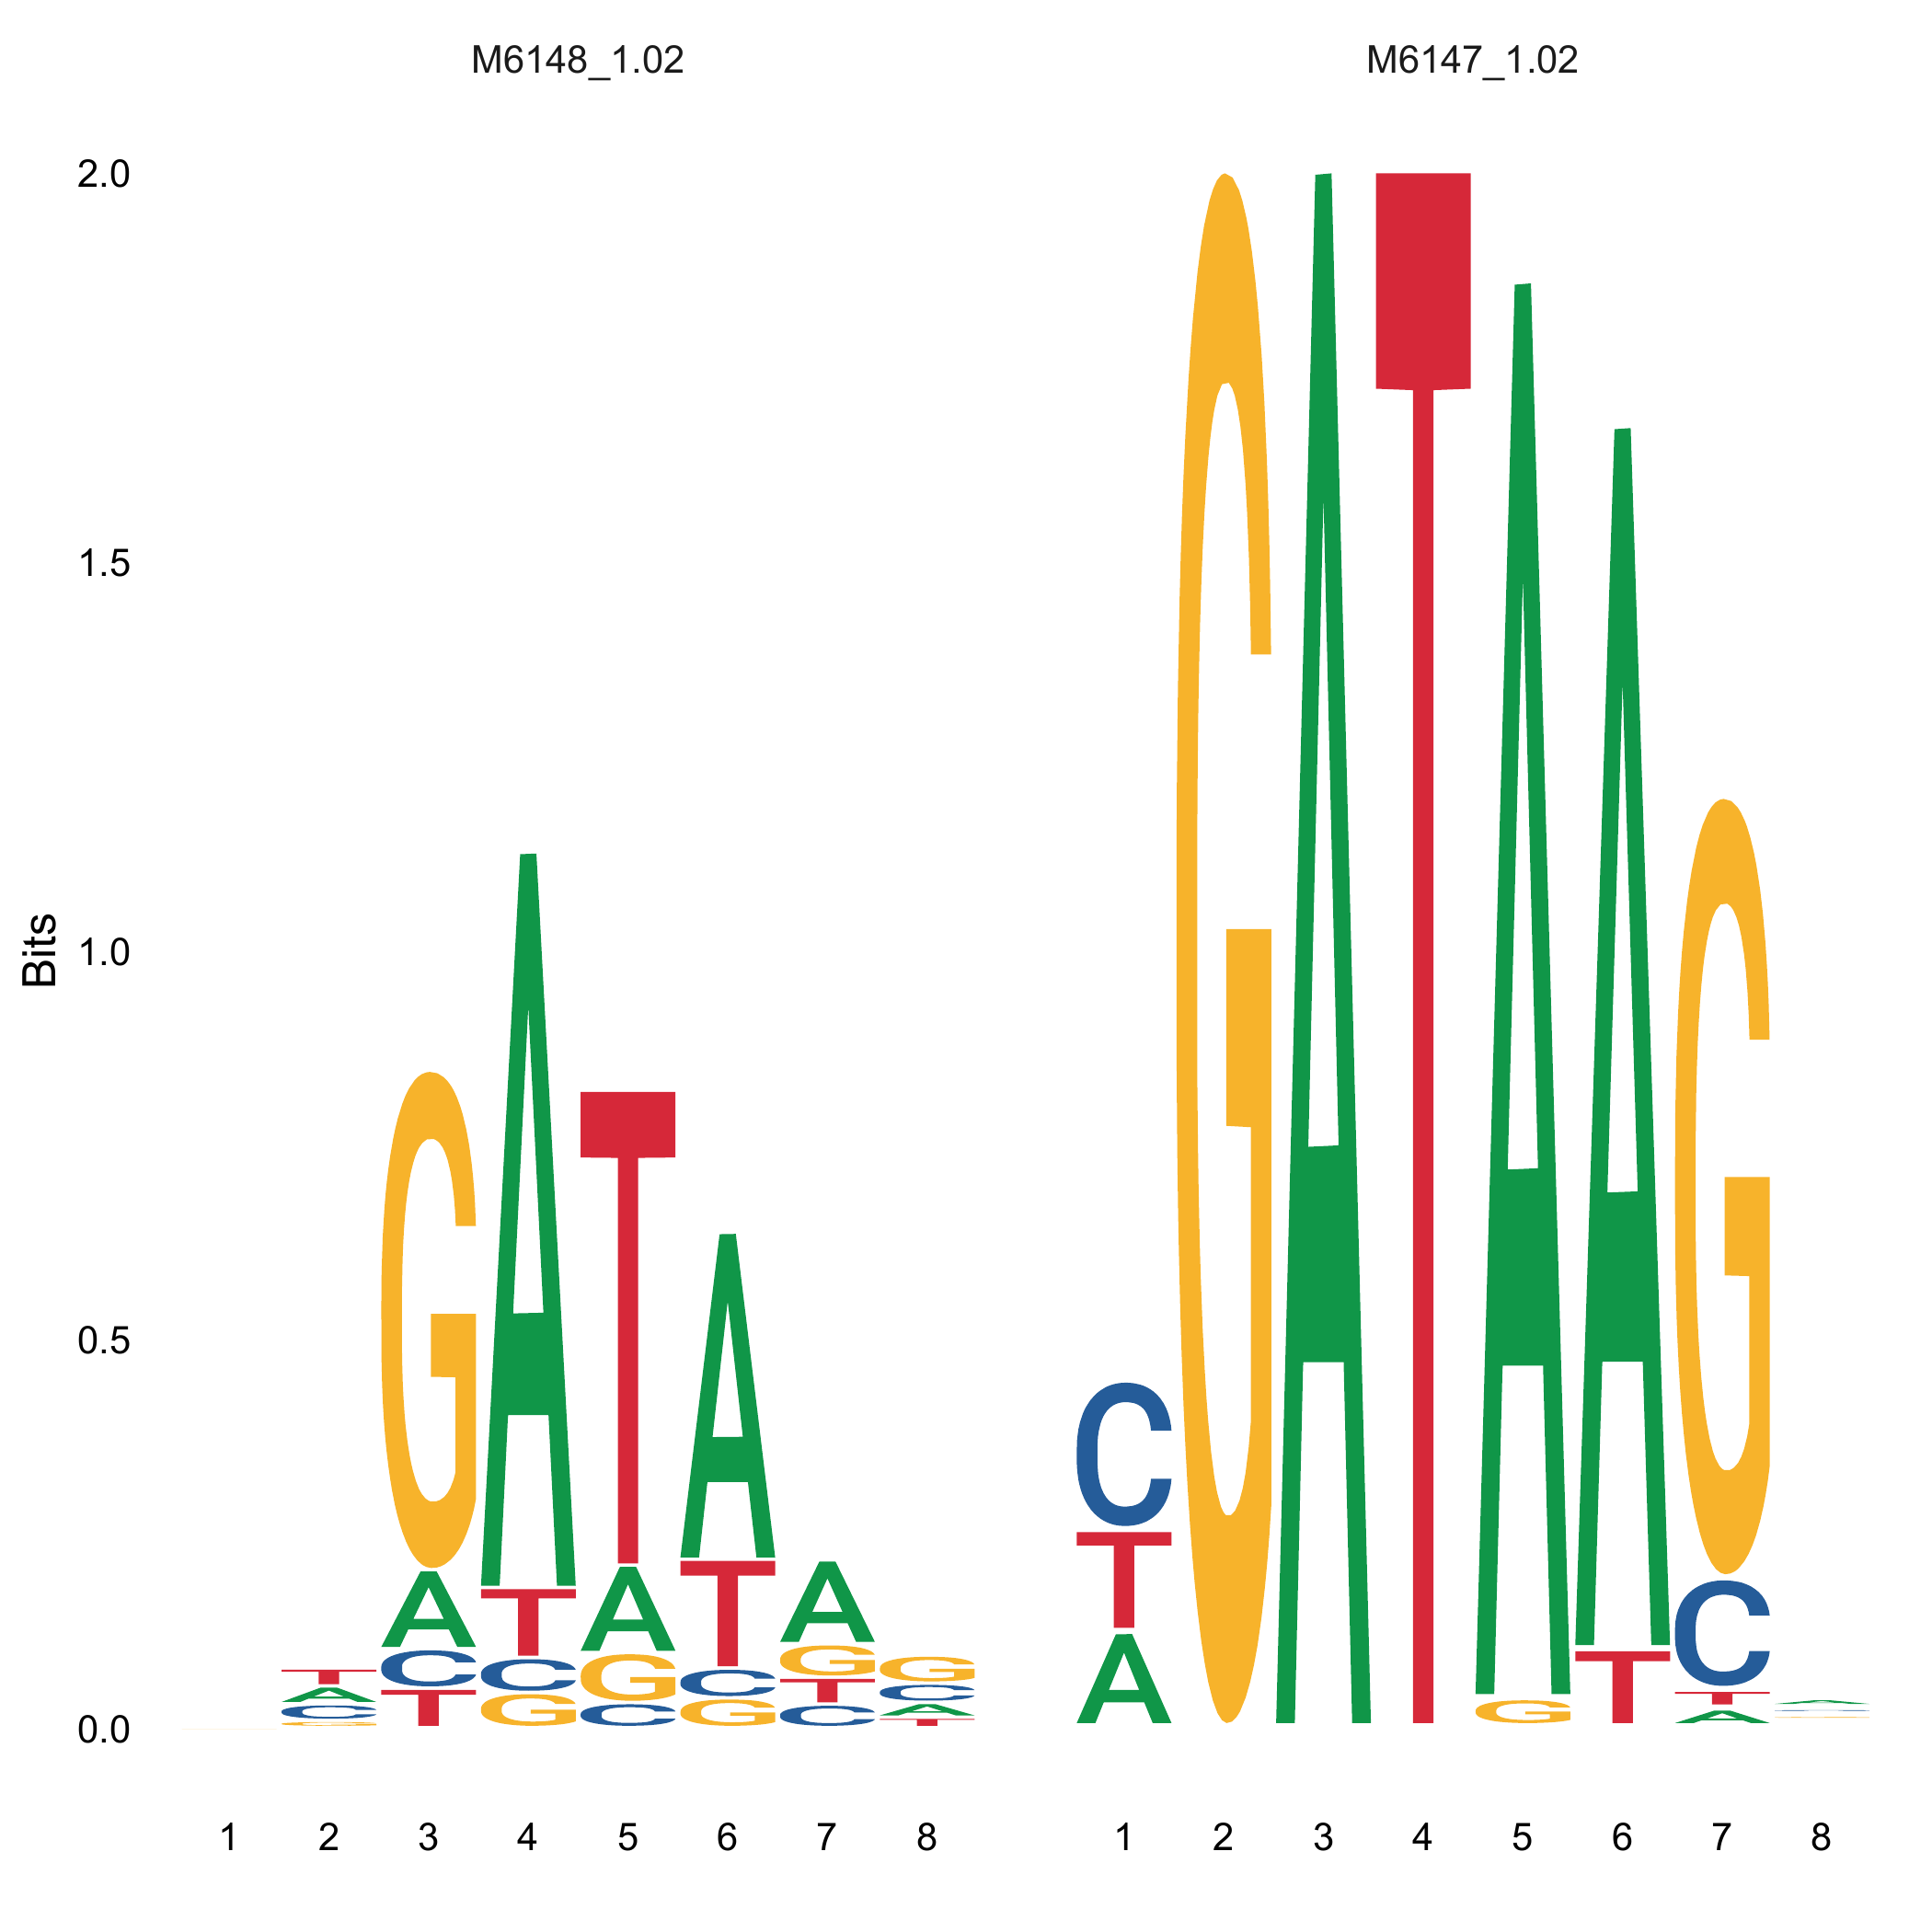 M6148_1.02 M6147_1.02
2.0
1.5
1.0
0.5
0.0
Bits
T A C G
G A C T
A T C G
T A G C
A T C G
A G T C
G C A T
C T A
G
A
T
A G
A T
G C T A
1 2 3 4 5 6 7 8 1 2 3 4 5 6 7 8